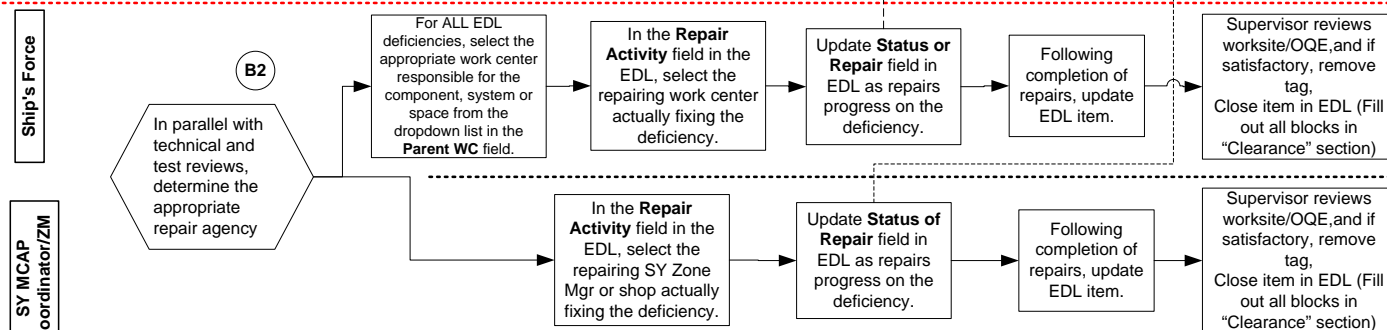 Ship's Force
B2
In parallel with
technical and
test reviews,
determine the
appropriate
repair agency
For ALL EDL
deficiencies, select the
appropriate work center
responsible for the
component, system or
space from the
dropdown list in the
Parent WC field.
In the Repair
Activity field in the
EDL, select the
repairing work center
actually fixing the
deficiency.
Update Status or
Repair field in
EDL as repairs
progress on the
deficiency.
Following
completion of
repairs, update
EDL item.
Supervisor reviews
worksite/OQE,and if
satisfactory, remove
tag,
Close item in EDL (Fill
out all blocks in
“Clearance” section)
SY MCAP
oordinator/ZM
In the Repair
Activity field in the
EDL, select the
repairing SY Zone
Mgr or shop actually
fixing the deficiency.
Update Status of
Repair field in
EDL as repairs
progress on the
deficiency.
Following
completion of
repairs, update
EDL item.
Supervisor reviews
worksite/OQE,and if
satisfactory, remove
tag,
Close item in EDL (Fill
out all blocks in
“Clearance” section)